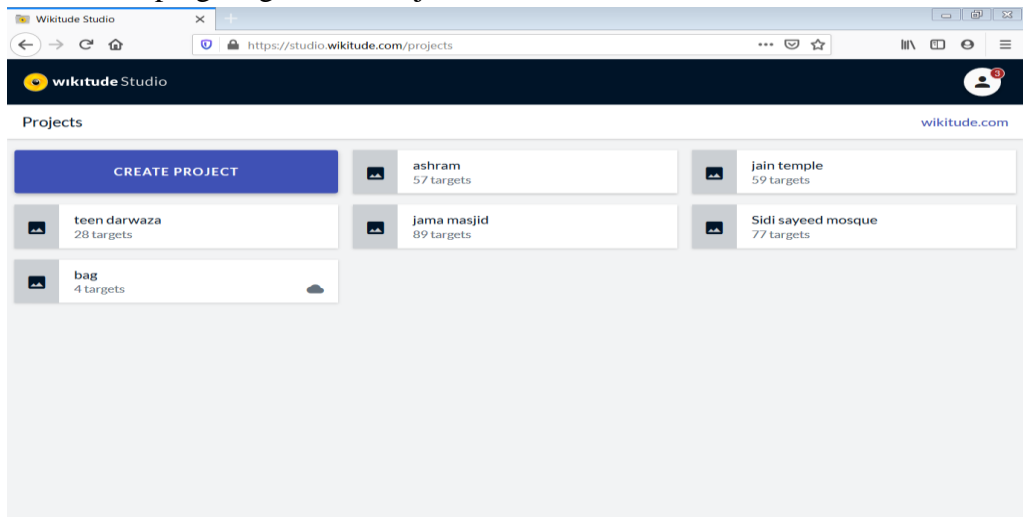 Wikitude Studio
https://studio.wikitude.com/projects
wikitude Studio
3
Projects
wikitude.com
CREATE PROJECT
ashram
57 targets
jain temple
59 targets
teen darwaza
28 targets
jama masjid
89 targets
Sidi sayeed mosque
77 targets
bag
4 targets